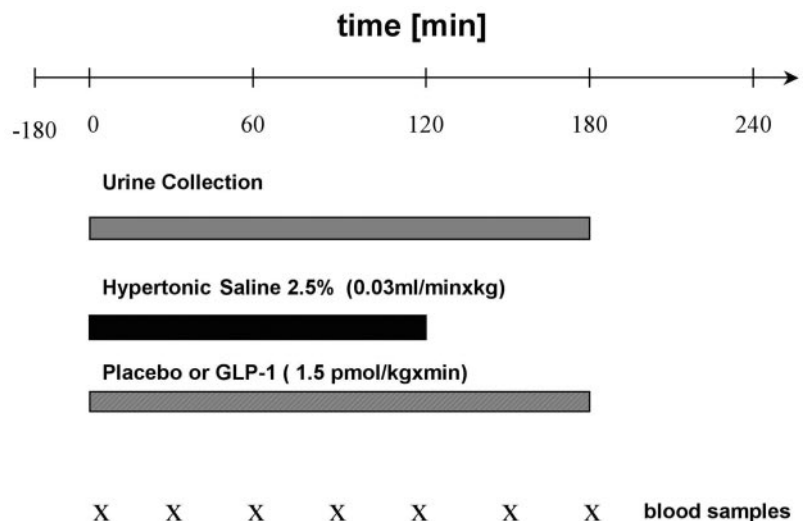 time [min]
-180 0 60 120 180 240
Urine Collection
Hypertonic Saline 2.5% (0.03ml/minxkg)
Placebo or GLP-1 ( 1.5 pmol/kgxmin)
x x x x x x x blood samples